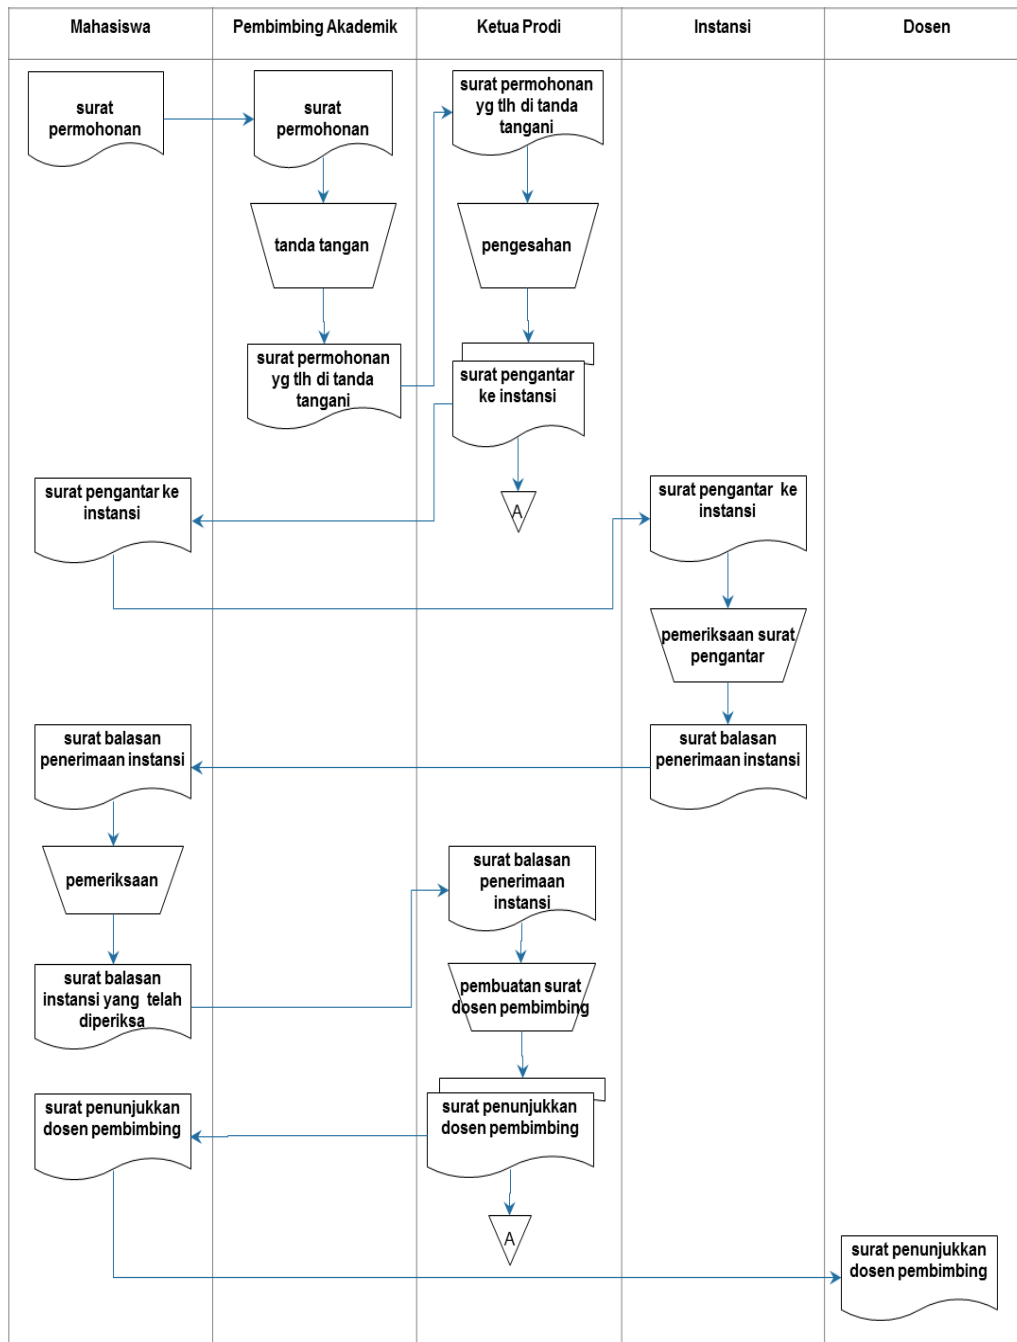 Mahasiswa
Pembimbing Akademik
Ketua Prodi
Instansi
Dosen
surat
permohonan
surat
permohonan
surat permohonan
yg tlh di tanda
tangani
tanda tangan
pengesahan
surat permohonan
yg tlh di tanda
tangani
surat pengantar
ke instansi
A
surat pengantar ke
instansi
surat pengantar ke
instansi
pemeriksaan surat
pengantar
surat balasan
penerimaan instansi
surat balasan
penerimaan instansi
pemeriksaan
surat balasan
penerimaan
instansi
surat balasan
instansi yang telah
diperiksa
pembuatan surat
dosen pembimbing
surat penunjukkan
dosen pembimbing
surat penunjukkan
dosen pembimbing
A
surat penunjukkan
dosen pembimbing